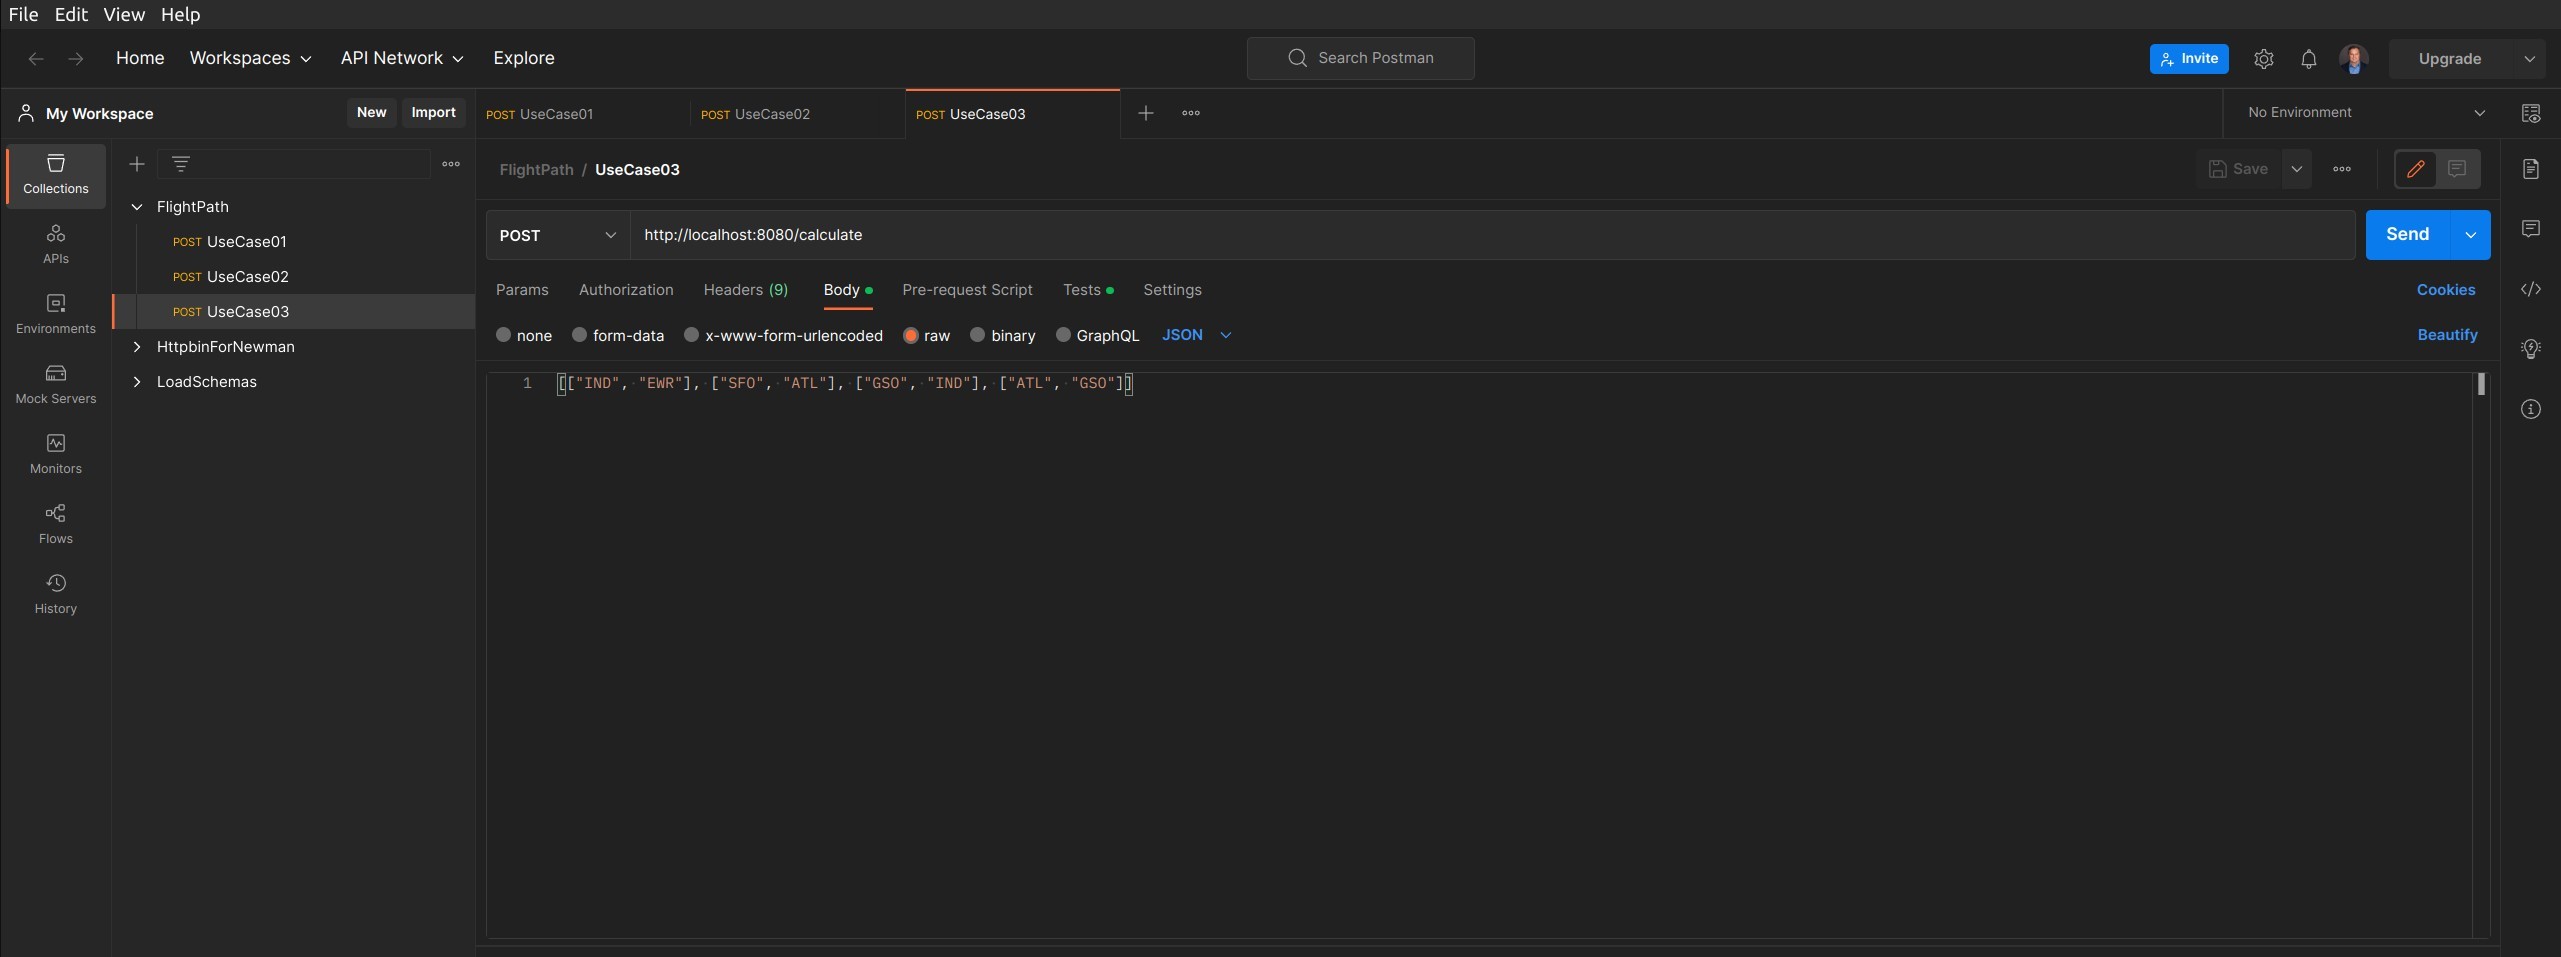 File Edit View Help
Home Workspaces API Network Explore Search Postman Invite Upgrade
My Workspace New Import POST UseCase01 POST UseCase02 POST UseCase03 No Environment
Collections
APIs
Environments
Mock Servers
Monitors
Flows
History
FlightPath
POST UseCase01
POST UseCase02
POST UseCase03
HttpbinForNewman
LoadSchemas
FlightPath / UseCase03 Save
POST http://localhost:8080/calculate Send
Params Authorization Headers (9) Body Pre-request Script Tests Settings Cookies
none form-data x-www-form-urlencoded raw binary GraphQL JSON Beautify
1 [["IND", "EWR"], ["SFO", "ATL"], ["GSO", "IND"], ["ATL", "GSO"]]